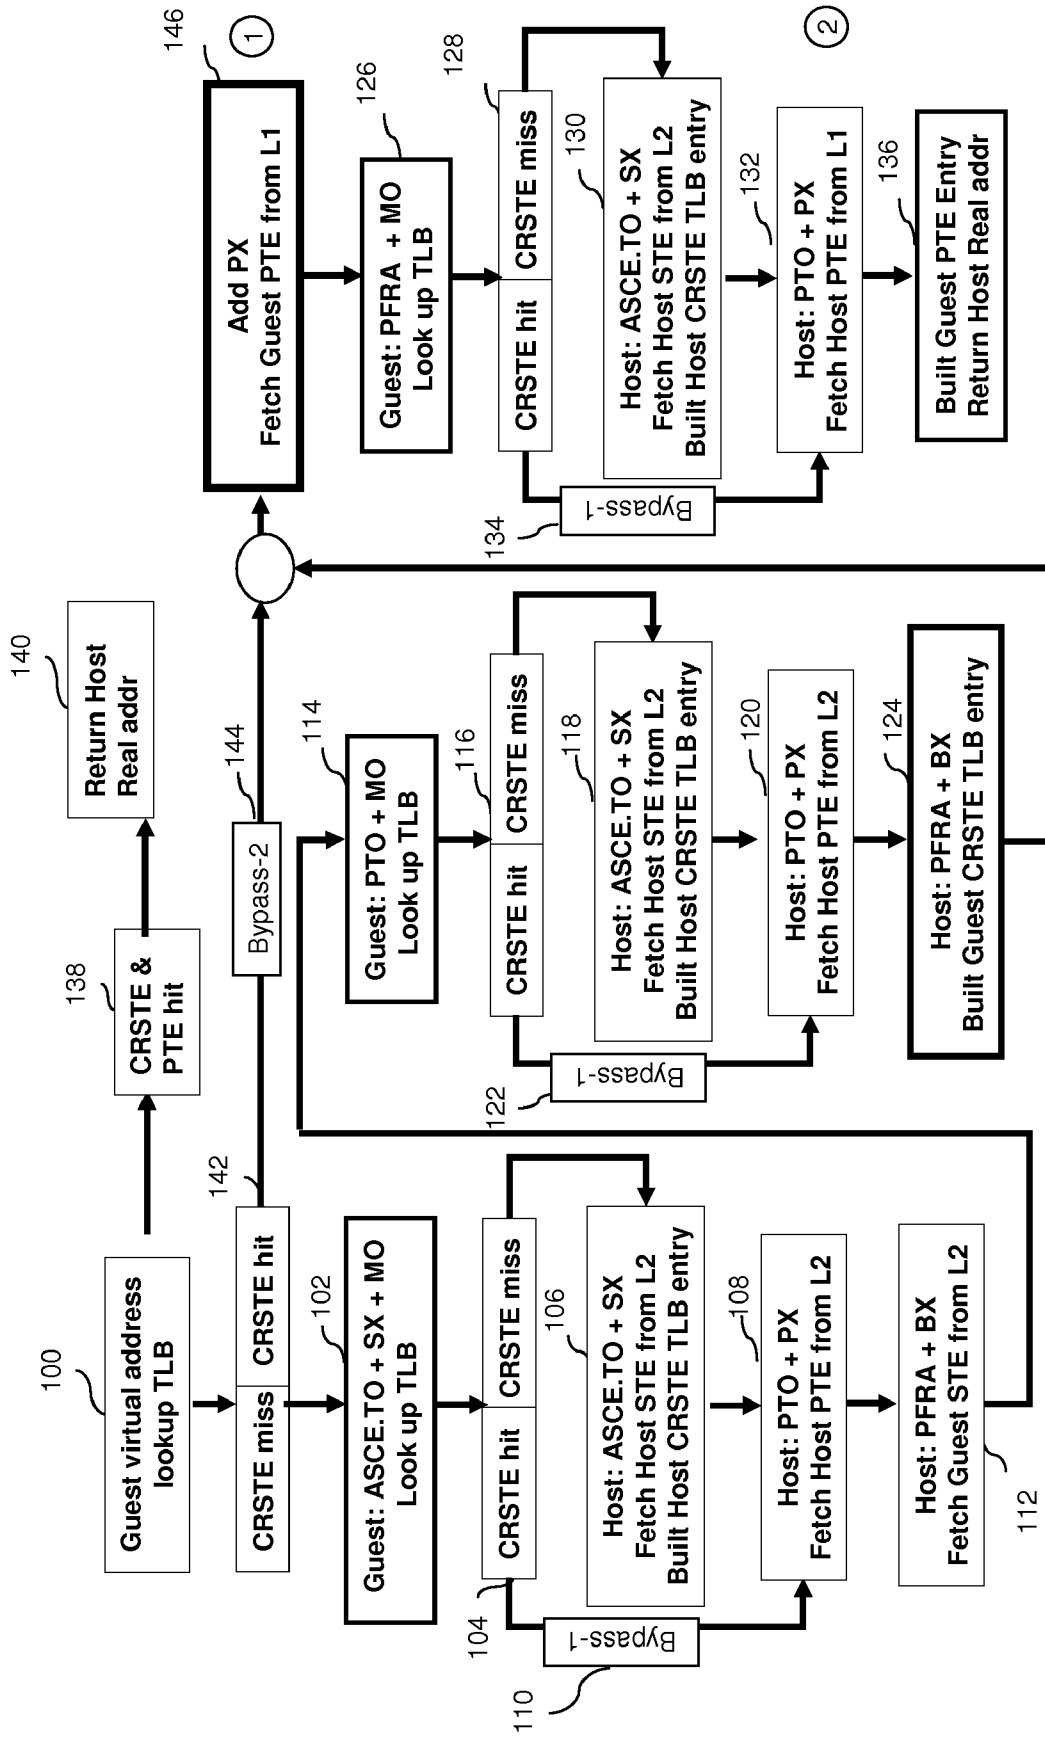 100
Guest virtual address
lookup TLB
138
CRSTE &
PTE hit
140
Return Host
Real addr
CRSTE miss
CRSTE hit
142
Bypass-2
144
102
Guest: ASCE.TO + SX + MO
Look up TLB
104
CRSTE hit
CRSTE miss
106
Host: ASCE.TO + SX
Fetch Host STE from L2
Built Host CRSTE TLB entry
110
Bypass-1
108
Host: PTO + PX
Fetch Host PTE from L2
Host: PFRA + BX
Fetch Guest STE from L2
112
114
Guest: PTO + MO
Look up TLB
116
CRSTE hit
CRSTE miss
118
Host: ASCE.TO + SX
Fetch Host STE from L2
Built Host CRSTE TLB entry
122
Bypass-1
120
Host: PTO + PX
Fetch Host PTE from L2
124
Host: PFRA + BX
Built Guest CRSTE TLB entry
146
1
Add PX
Fetch Guest PTE from L1
126
Guest: PFRA + MO
Look up TLB
128
CRSTE hit
CRSTE miss
130
Host: ASCE.TO + SX
Fetch Host STE from L2
Built Host CRSTE TLB entry
134
Bypass-1
132
2
Host: PTO + PX
Fetch Host PTE from L1
136
Built Guest PTE Entry
Return Host Real addr